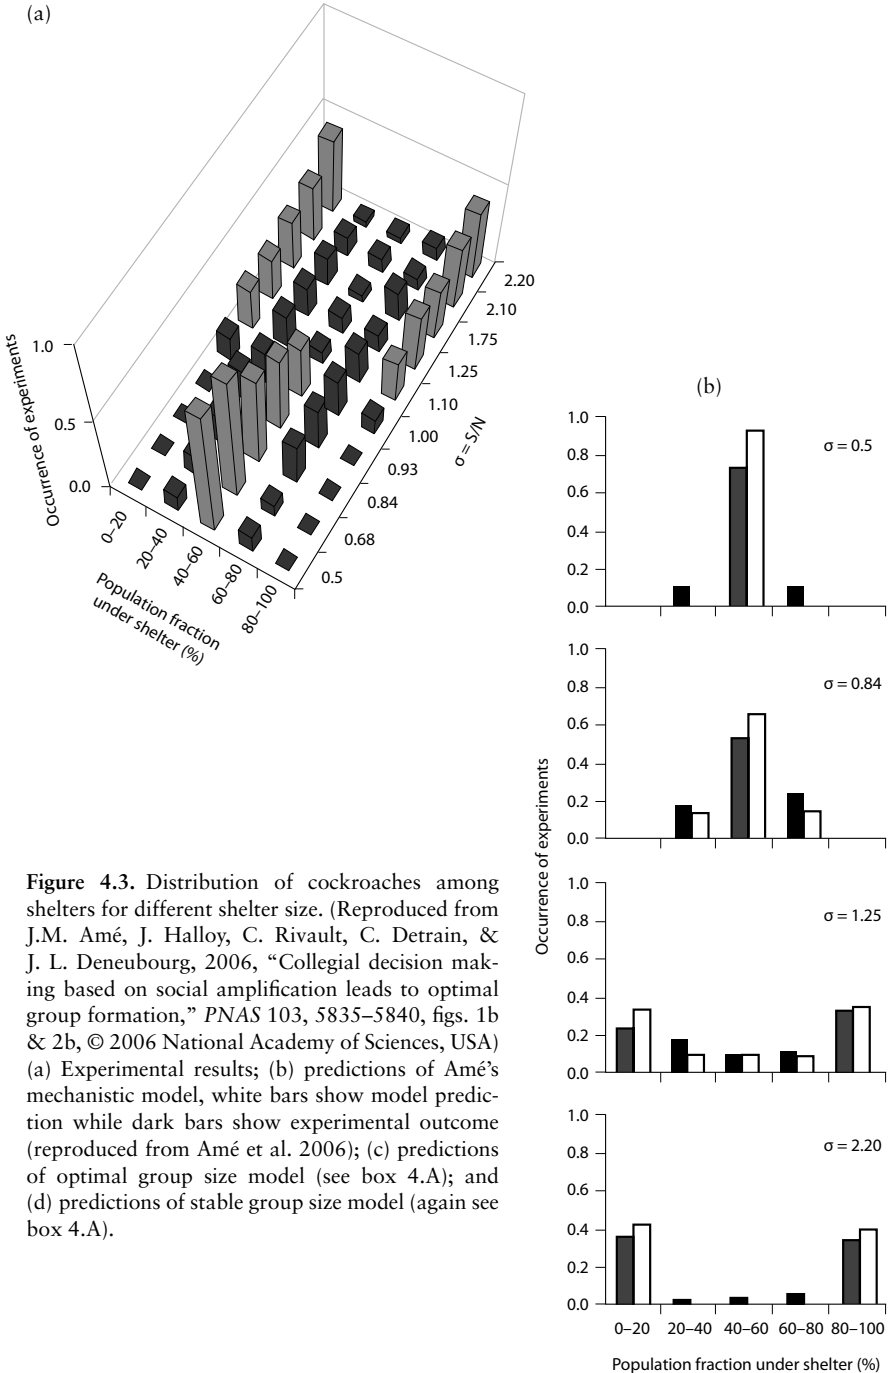 (a)
Occurrence of experiments
1.0
0.5
0.0
0–20
20–40
40–60
60–80
80–100
Population fraction
under shelter (%)
2.20
2.10
1.75
1.25
1.10
1.00
0.93
0.84
0.68
0.5
σ = S/N
Figure 4.3. Distribution of cockroaches among
shelters for different shelter size. (Reproduced from
J.M. Amé, J. Halloy, C. Rivault, C. Detrain, &
J. L. Deneubourg, 2006, “Collegial decision mak-
ing based on social amplification leads to optimal
group formation,” PNAS 103, 5835–5840, figs. 1b
& 2b, © 2006 National Academy of Sciences, USA)
(a) Experimental results; (b) predictions of Amé’s
mechanistic model, white bars show model predic-
tion while dark bars show experimental outcome
(reproduced from Amé et al. 2006); (c) predictions
of optimal group size model (see box 4.A); and
(d) predictions of stable group size model (again see
box 4.A).
(b)
Occurrence of experiments
1.0
0.8
0.6
0.4
0.2
0.0
σ = 0.5
1.0
0.8
0.6
0.4
0.2
0.0
σ = 0.84
1.0
0.8
0.6
0.4
0.2
0.0
σ = 1.25
1.0
0.8
0.6
0.4
0.2
0.0
σ = 2.20
0–20 20–40 40–60 60–80 80–100
Population fraction under shelter (%)